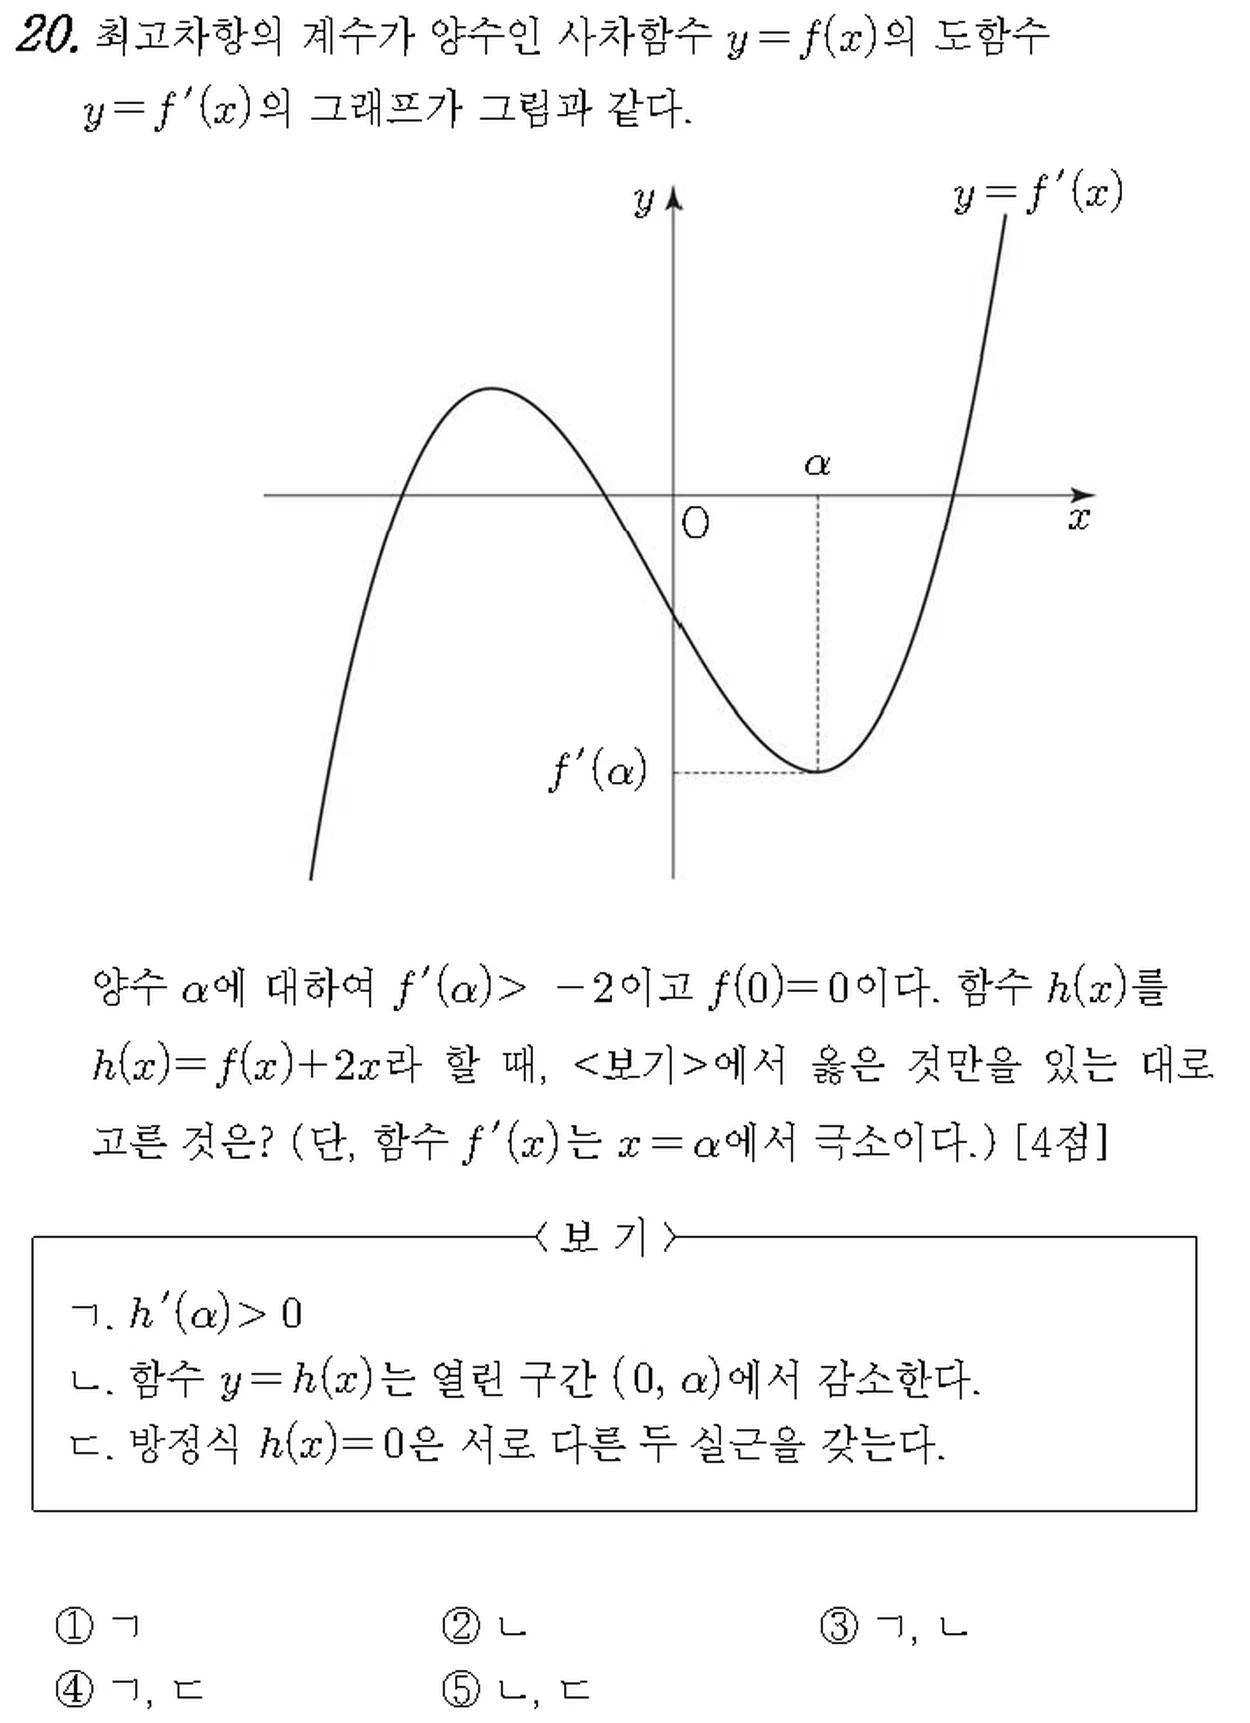 20. 최고차항의 계수가 양수인 사차함수 y=f(x)의 도함수
y=f′(x)의 그래프가 그림과 같다.
y
y=f′(x)
α
O
x
f′(α)
양수 α에 대하여 f′(α)> −2이고 f(0)=0이다. 함수 h(x)를
h(x)=f(x)+2x라 할 때, <보기>에서 옳은 것만을 있는 대로
고른 것은? (단, 함수 f′(x)는 x=α에서 극소이다.) [4점]
<보 기>
ㄱ. h′(α)> 0
ㄴ. 함수 y=h(x)는 열린 구간 (0, α)에서 감소한다.
ㄷ. 방정식 h(x)=0은 서로 다른 두 실근을 갖는다.
① ㄱ ② ㄴ ③ ㄱ, ㄴ
④ ㄱ, ㄷ ⑤ ㄴ, ㄷ